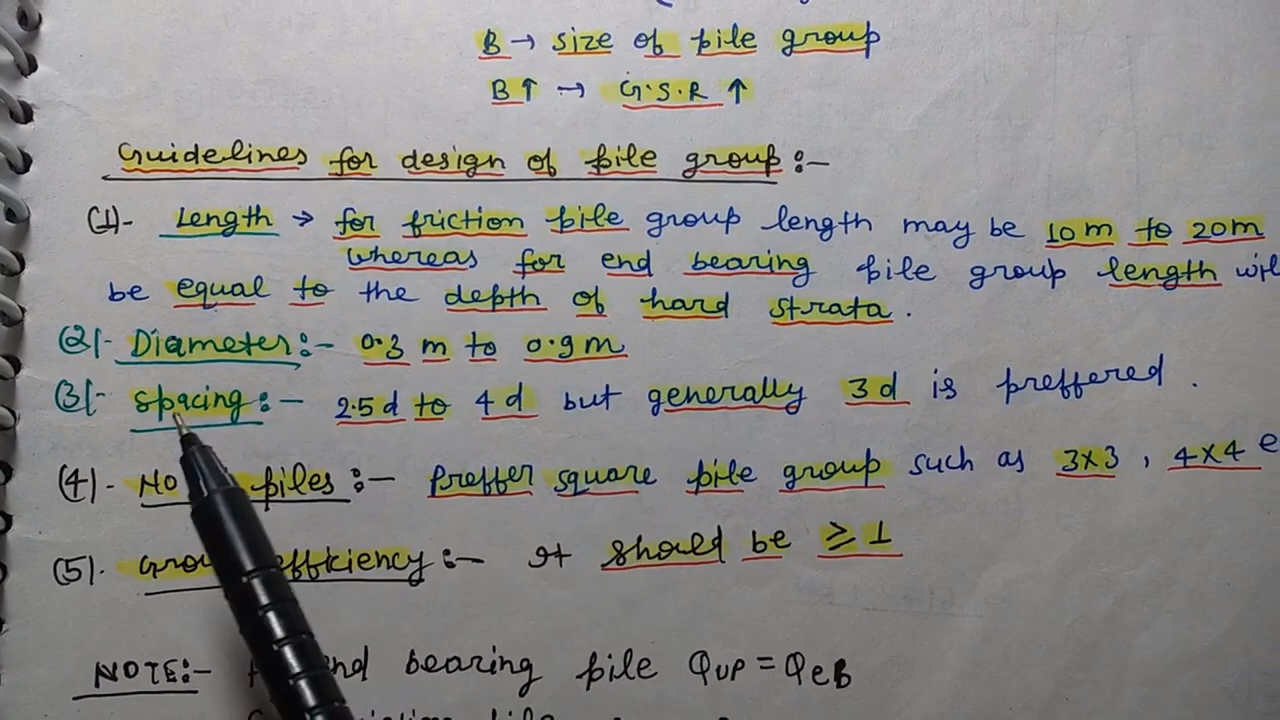 B → size of pile group
B↑ → G.S.R ↑
Guidelines for design of pile group :-
(1)- Length → for friction pile group length may be 10m to 20m
whereas for end bearing pile group length
be equal to the depth of hard strata.
(2)- Diameter:- 0.3 m to 0.9m
(3)- Spacing:- 2.5d to 4d but generally 3d is preffered.
(4)- No piles :- Preffer square pile group such as 3x3, 4x4
(5). efficiency :- It should be ≥ 1
NOTE:- bearing pile QUP = QeB